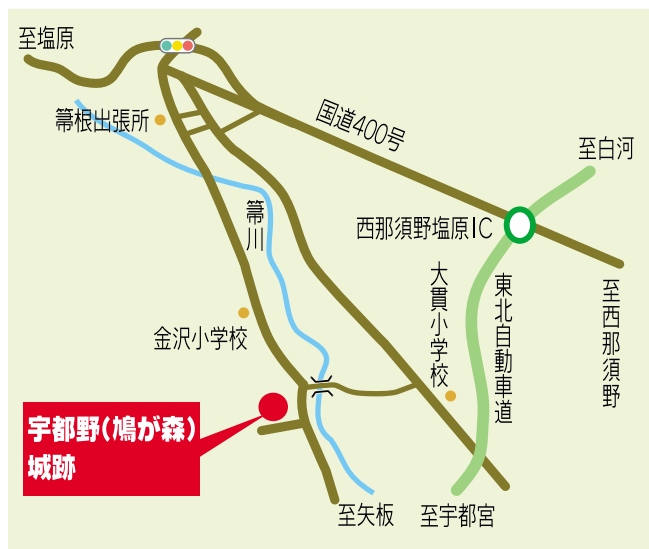 至塩原
国道400号
箒根出張所
至白河
箒川
西那須野塩原IC
大貫小学校
東北自動車道
至西那須野
金沢小学校
宇都野(鳩が森)
城跡
至矢板
至宇都宮